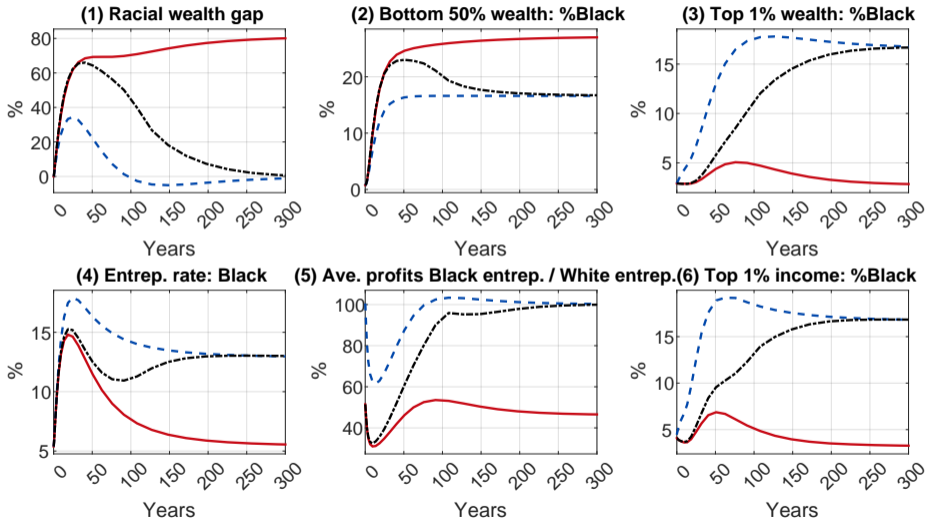 (1) Racial wealth gap
(2) Bottom 50% wealth: %Black
(3) Top 1% wealth: %Black
80
60
40
20
0
%
0 50 100 150 200 250 300
Years
20
10
0
%
0 50 100 150 200 250 300
Years
15
10
5
%
0 50 100 150 200 250 300
Years
(4) Entrep. rate: Black
(5) Ave. profits Black entrep. / White entrep.
(6) Top 1% income: %Black
15
10
5
%
0 50 100 150 200 250 300
Years
100
80
60
40
%
0 50 100 150 200 250 300
Years
15
10
5
%
0 50 100 150 200 250 300
Years